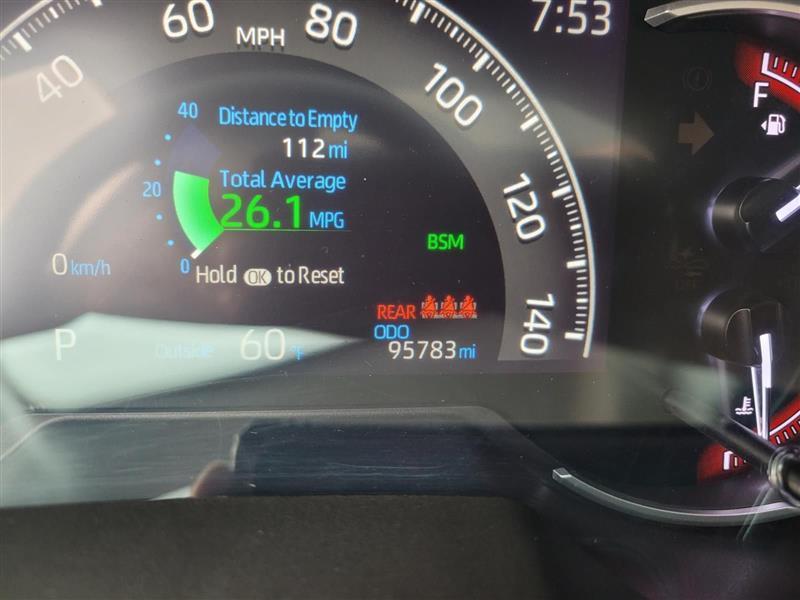 60 MPH 80
7:53
40
100
F
40
Distance to Empty
112 mi
20
Total Average
26.1 MPG
120
BSM
0 km/h
0
Hold OK to Reset
REAR
140
P
Outside 60 °F
ODO
95783 mi